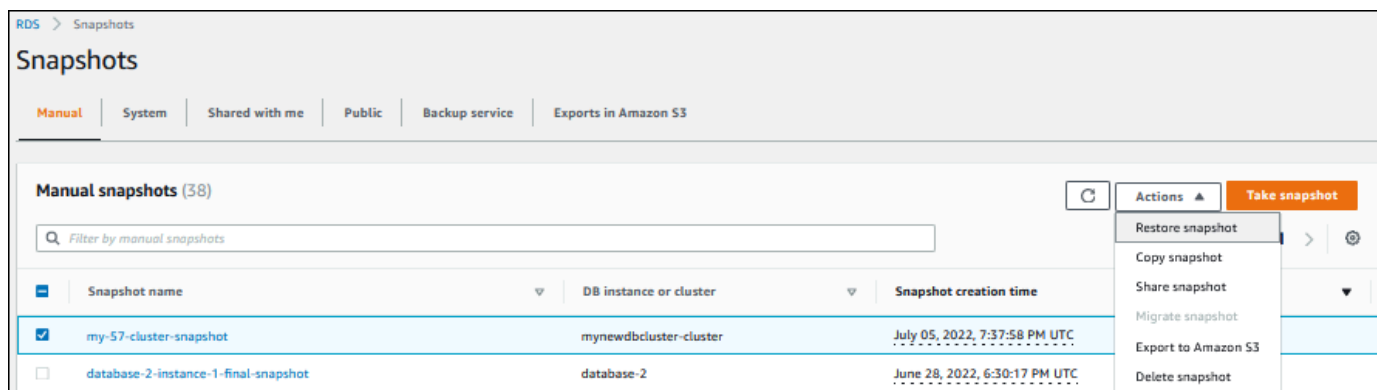 RDS > Snapshots
Snapshots
Manual System Shared with me Public Backup service Exports in Amazon S3
Manual snapshots (38)
Actions ▲ Take snapshot
Filter by manual snapshots
Restore snapshot
Copy snapshot
Share snapshot
Migrate snapshot
Export to Amazon S3
Delete snapshot
Snapshot name DB instance or cluster Snapshot creation time
my-57-cluster-snapshot mynewdbcluster-cluster July 05, 2022, 7:37:58 PM UTC
database-2-instance-1-final-snapshot database-2 June 28, 2022, 6:30:17 PM UTC